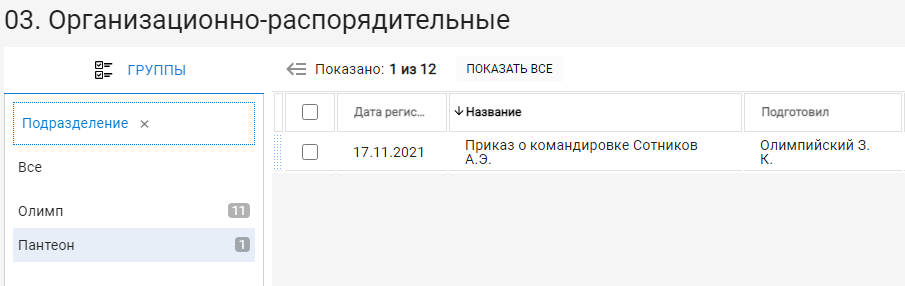 03. Организационно-распорядительные
ГРУППЫ
Показано: 1 из 12
ПОКАЗАТЬ ВСЕ
Подразделение ×
Все
Олимп 11
Пантеон 1
Дата регис...
Название
Подготовил
17.11.2021
Приказ о командировке Сотников
А.Э.
Олимпийский З.
К.